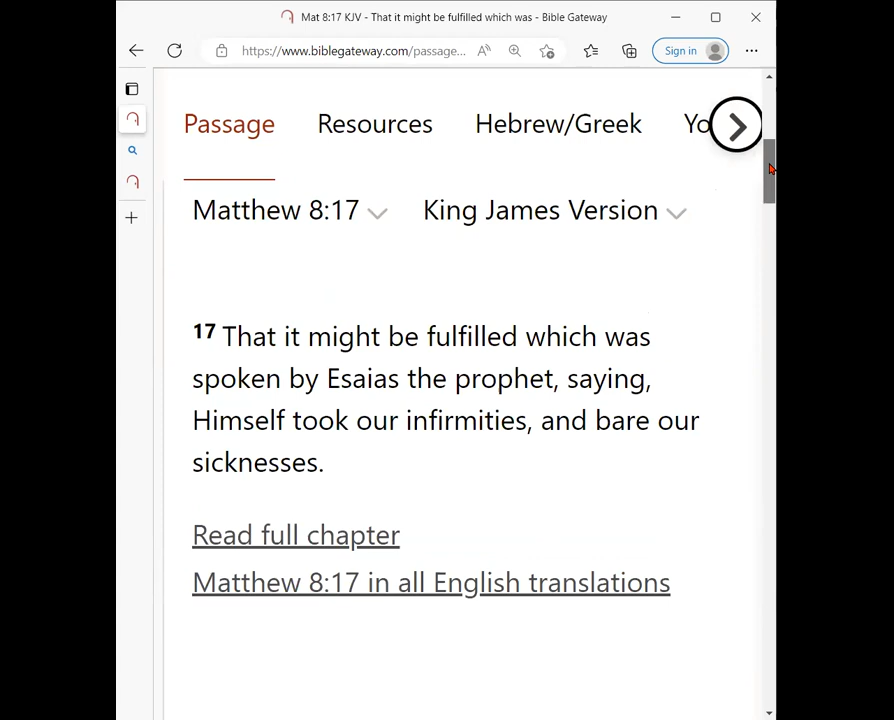 Mat 8:17 KJV - That it might be fulfilled which was - Bible Gateway
https://www.biblegateway.com/passage...
Sign in
Passage Resources Hebrew/Greek Yo
Matthew 8:17 King James Version
17 That it might be fulfilled which was
spoken by Esaias the prophet, saying,
Himself took our infirmities, and bare our
sicknesses.
Read full chapter
Matthew 8:17 in all English translations